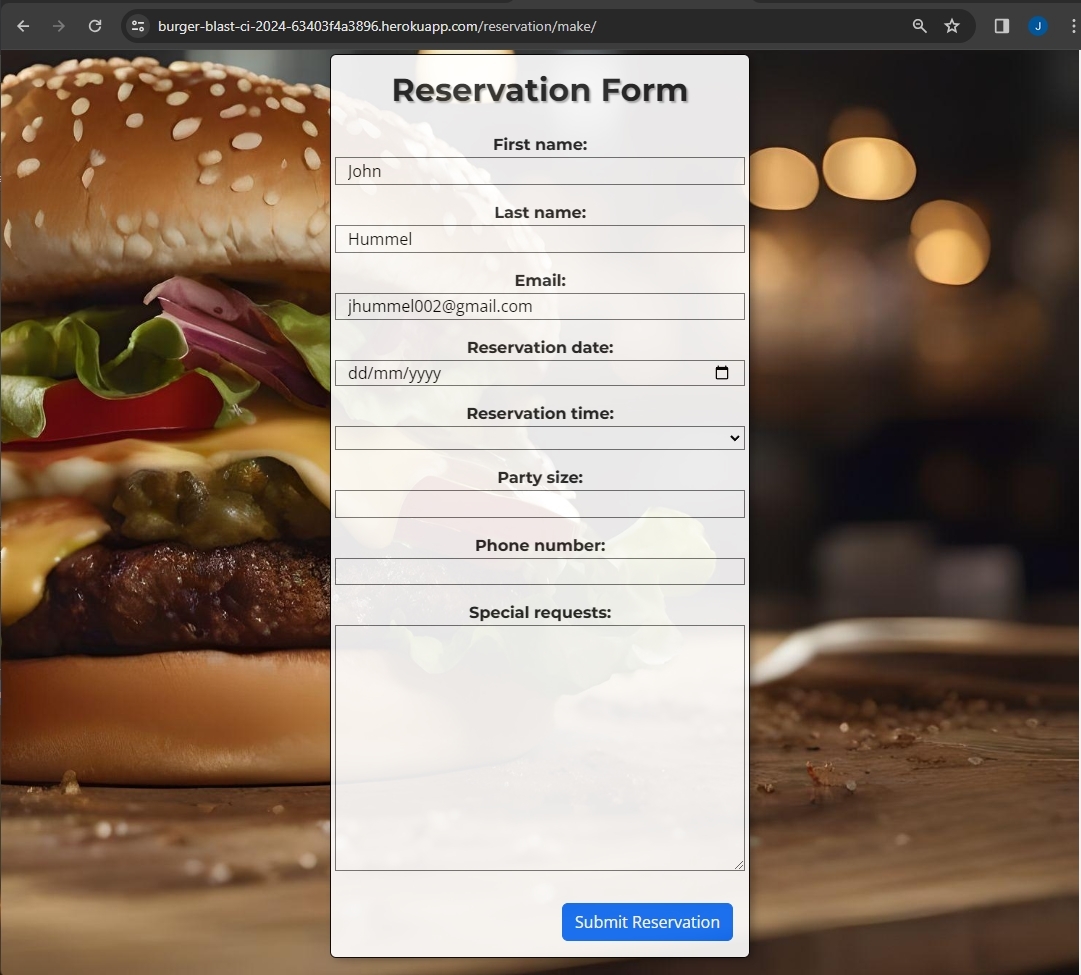 burger-blast-ci-2024-63403f4a3896.herokuapp.com/reservation/make/
J
Reservation Form
First name:
John
Last name:
Hummel
Email:
jhummel002@gmail.com
Reservation date:
dd/mm/yyyy
Reservation time:
Party size:
Phone number:
Special requests:
Submit Reservation